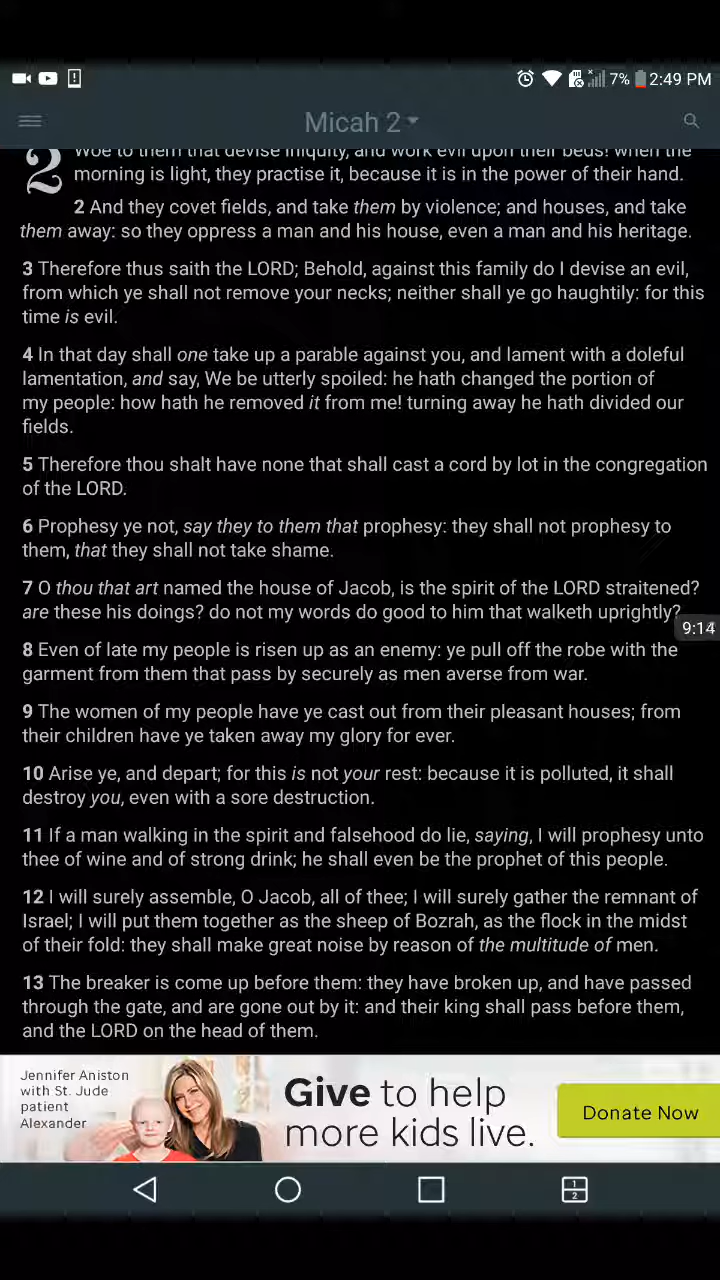 7% 2:49 PM
Micah 2
2 Woe to them that devise iniquity, and work evil upon their beds! when the
morning is light, they practise it, because it is in the power of their hand.
2 And they covet fields, and take them by violence; and houses, and take
them away: so they oppress a man and his house, even a man and his heritage.
3 Therefore thus saith the LORD; Behold, against this family do I devise an evil,
from which ye shall not remove your necks; neither shall ye go haughtily: for this
time is evil.
4 In that day shall one take up a parable against you, and lament with a doleful
lamentation, and say, We be utterly spoiled: he hath changed the portion of
my people: how hath he removed it from me! turning away he hath divided our
fields.
5 Therefore thou shalt have none that shall cast a cord by lot in the congregation
of the LORD.
6 Prophesy ye not, say they to them that prophesy: they shall not prophesy to
them, that they shall not take shame.
7 O thou that art named the house of Jacob, is the spirit of the LORD straitened?
are these his doings? do not my words do good to him that walketh uprightly?
9:14
8 Even of late my people is risen up as an enemy: ye pull off the robe with the
garment from them that pass by securely as men averse from war.
9 The women of my people have ye cast out from their pleasant houses; from
their children have ye taken away my glory for ever.
10 Arise ye, and depart; for this is not your rest: because it is polluted, it shall
destroy you, even with a sore destruction.
11 If a man walking in the spirit and falsehood do lie, saying, I will prophesy unto
thee of wine and of strong drink; he shall even be the prophet of this people.
12 I will surely assemble, O Jacob, all of thee; I will surely gather the remnant of
Israel; I will put them together as the sheep of Bozrah, as the flock in the midst
of their fold: they shall make great noise by reason of the multitude of men.
13 The breaker is come up before them: they have broken up, and have passed
through the gate, and are gone out by it: and their king shall pass before them,
and the LORD on the head of them.
Jennifer Aniston
with St. Jude
patient
Alexander
Give to help
more kids live.
Donate Now
1
2